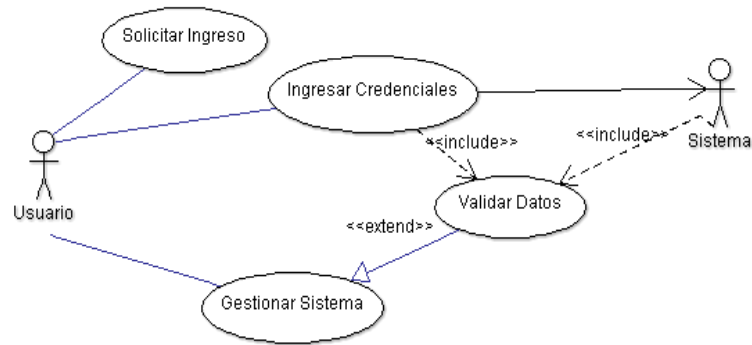 Solicitar Ingreso
Ingresar Credenciales
<<include>>
<<include>>
Sistema
Usuario
Validar Datos
<<extend>>
Gestionar Sistema